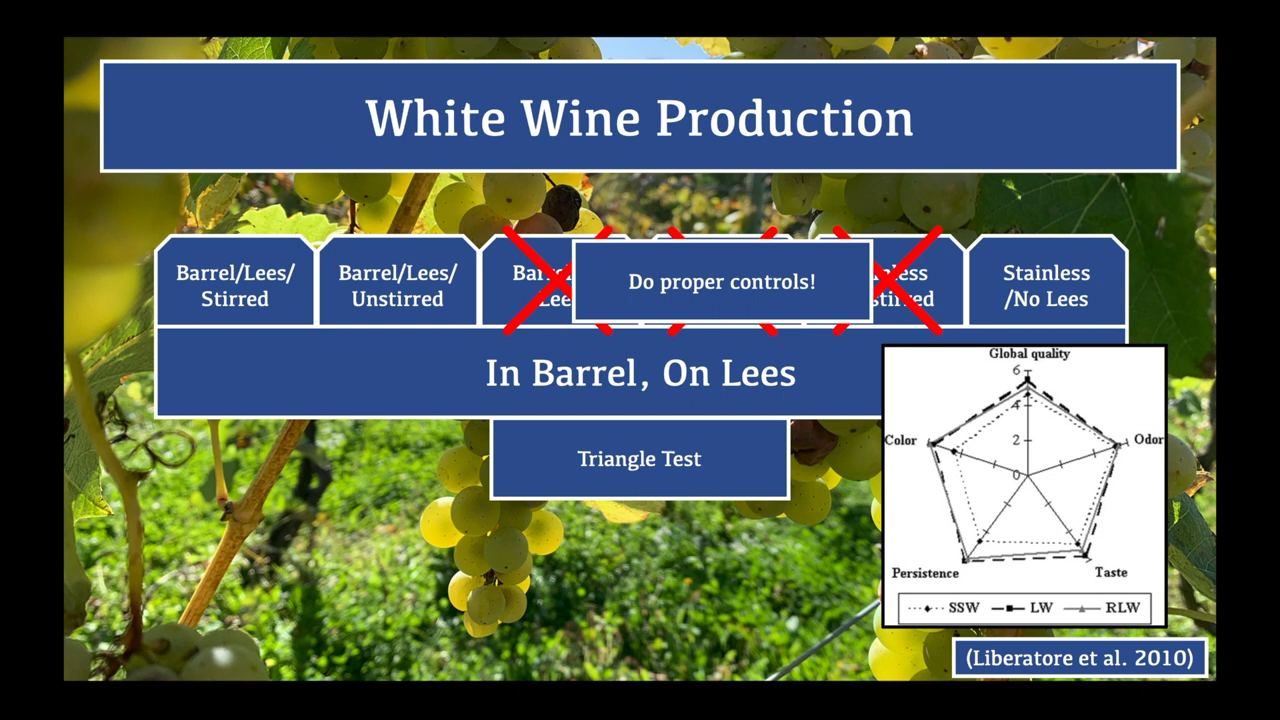 White Wine Production
Barrel/Lees/
Stirred
Barrel/Lees/
Unstirred
Do proper controls!
Stainless
/No Lees
In Barrel, On Lees
Triangle Test
Global quality
6
4
2
0
Color
Odor
Persistence
Taste
SSW LW RLW
(Liberatore et al. 2010)